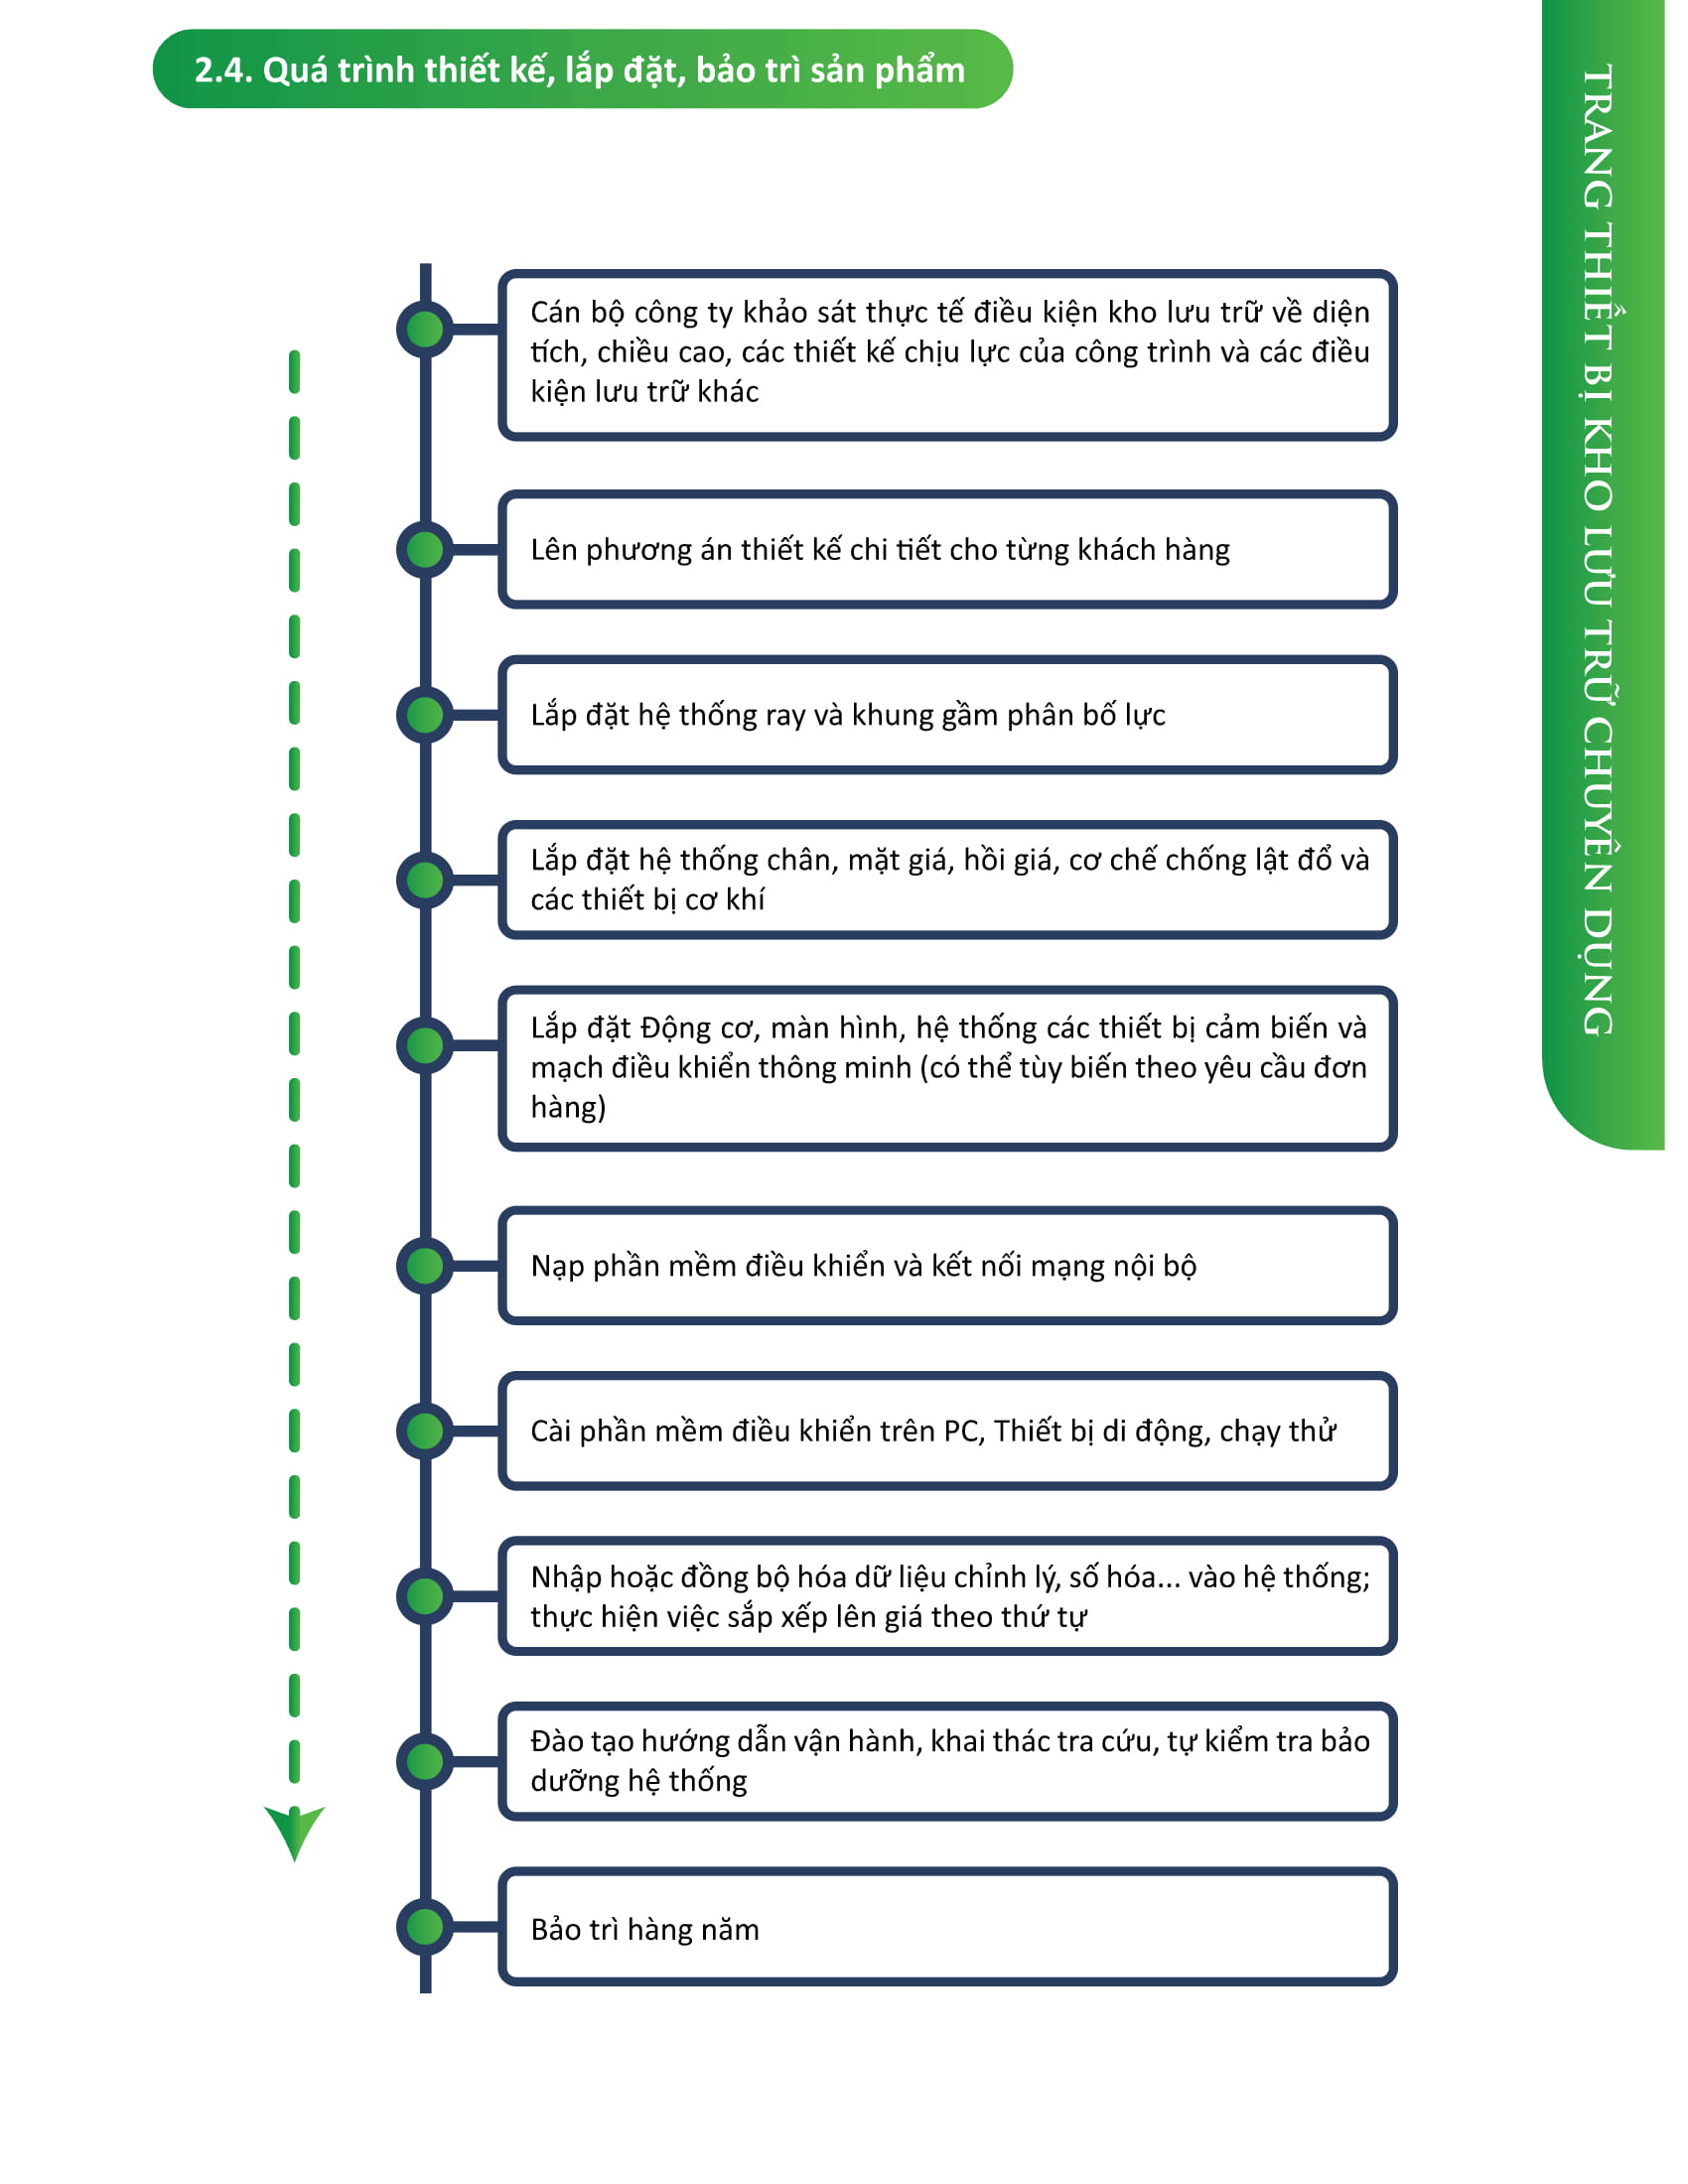 2.4. Quá trình thiết kế, lắp đặt, bảo trì sản phẩm
Cán bộ công ty khảo sát thực tế điều kiện kho lưu trữ về diện
tích, chiều cao, các thiết kế chịu lực của công trình và các điều
kiện lưu trữ khác
Lên phương án thiết kế chi tiết cho từng khách hàng
Lắp đặt hệ thống ray và khung gầm phân bố lực
Lắp đặt hệ thống chân, mặt giá, hồi giá, cơ chế chống lật đổ và
các thiết bị cơ khí
Lắp đặt Động cơ, màn hình, hệ thống các thiết bị cảm biến và
mạch điều khiển thông minh (có thể tùy biến theo yêu cầu đơn
hàng)
Nạp phần mềm điều khiển và kết nối mạng nội bộ
Cài phần mềm điều khiển trên PC, Thiết bị di động, chạy thử
Nhập hoặc đồng bộ hóa dữ liệu chỉnh lý, số hóa... vào hệ thống;
thực hiện việc sắp xếp lên giá theo thứ tự
Đào tạo hướng dẫn vận hành, khai thác tra cứu, tự kiểm tra bảo
dưỡng hệ thống
Bảo trì hàng năm
TRANG THIẾT BỊ KHO LƯU TRỮ CHUYÊN DỤNG